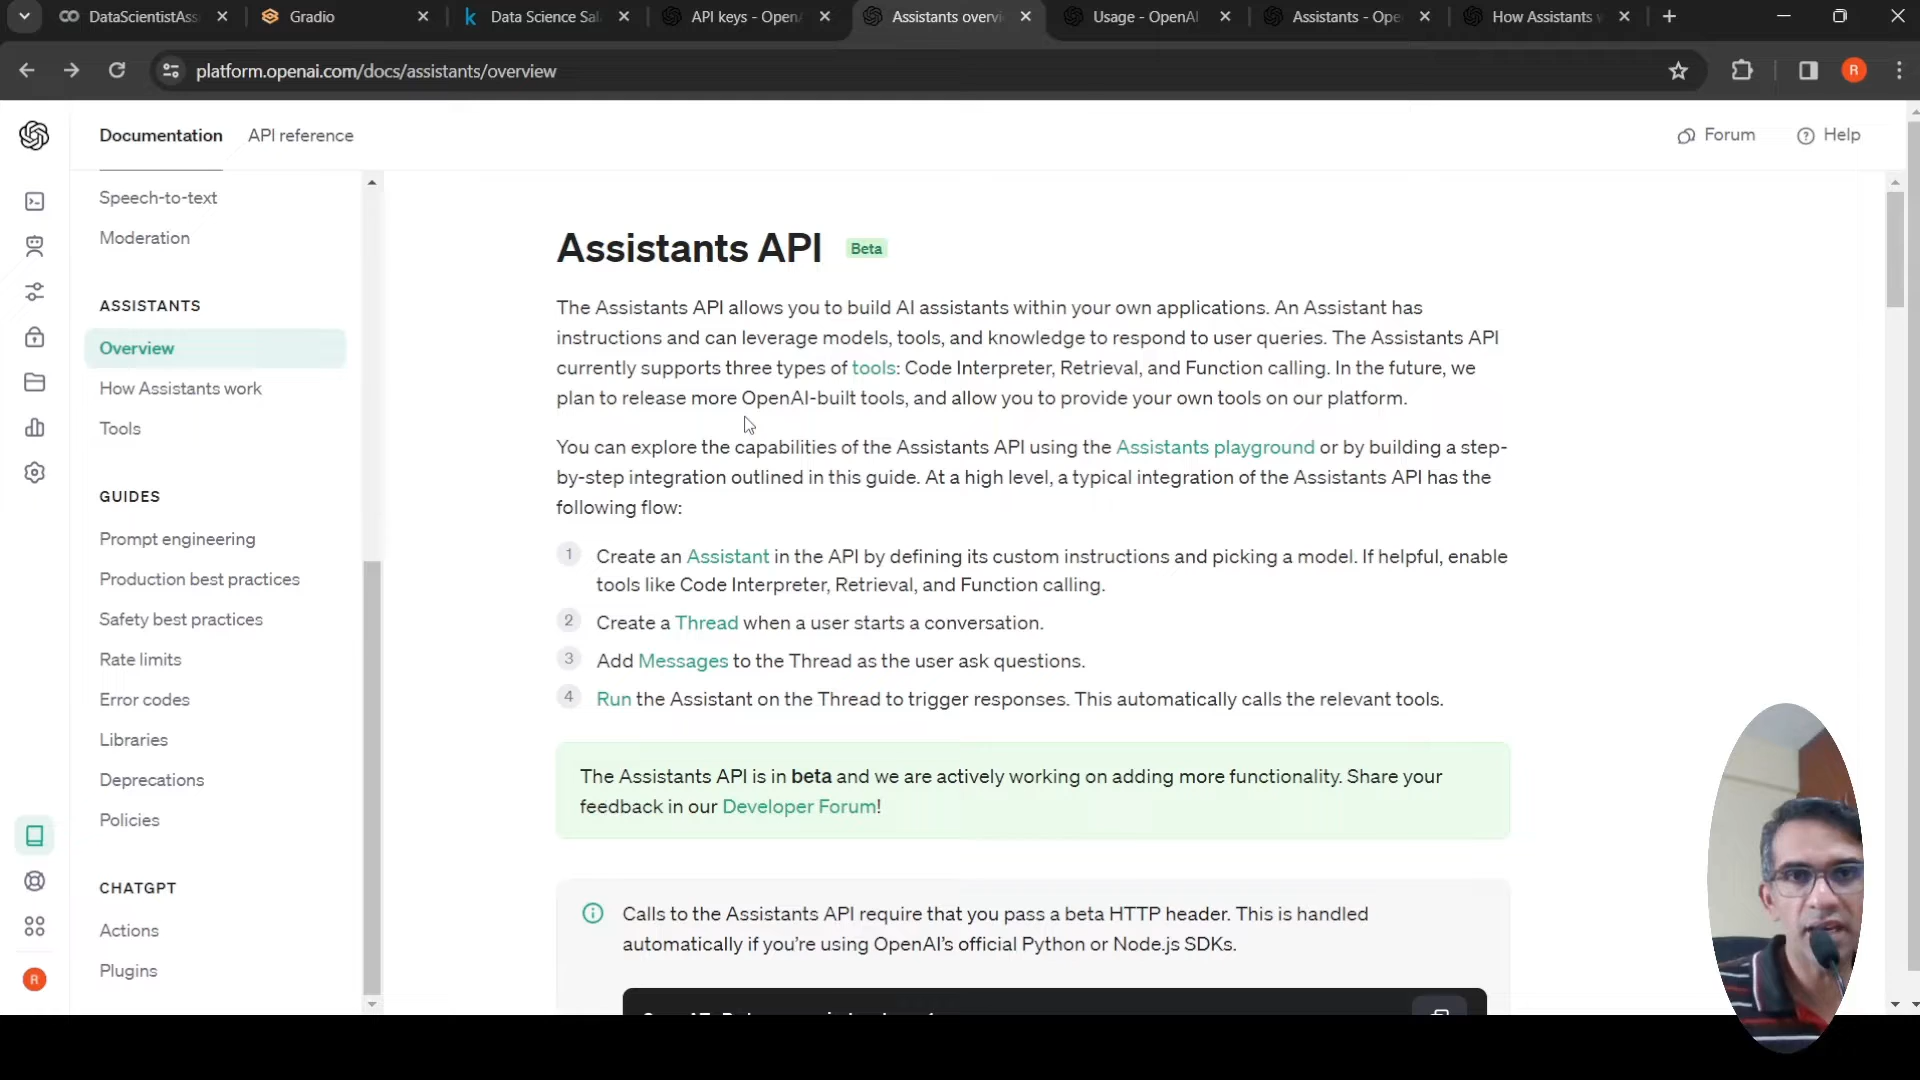 DataScientistAss
Gradio
Data Science Sal
API keys - Open
Assistants overvi
Usage - OpenAI
Assistants - Ope
How Assistants
platform.openai.com/docs/assistants/overview
R
Documentation
API reference
Forum
Help
Speech-to-text
Moderation
ASSISTANTS
Overview
How Assistants work
Tools
GUIDES
Prompt engineering
Production best practices
Safety best practices
Rate limits
Error codes
Libraries
Deprecations
Policies
CHATGPT
Actions
Plugins
R
Assistants API Beta
The Assistants API allows you to build AI assistants within your own applications. An Assistant has
instructions and can leverage models, tools, and knowledge to respond to user queries. The Assistants API
currently supports three types of tools: Code Interpreter, Retrieval, and Function calling. In the future, we
plan to release more OpenAI-built tools, and allow you to provide your own tools on our platform.
You can explore the capabilities of the Assistants API using the Assistants playground or by building a step-
by-step integration outlined in this guide. At a high level, a typical integration of the Assistants API has the
following flow:
1 Create an Assistant in the API by defining its custom instructions and picking a model. If helpful, enable
tools like Code Interpreter, Retrieval, and Function calling.
2 Create a Thread when a user starts a conversation.
3 Add Messages to the Thread as the user ask questions.
4 Run the Assistant on the Thread to trigger responses. This automatically calls the relevant tools.
The Assistants API is in beta and we are actively working on adding more functionality. Share your
feedback in our Developer Forum!
Calls to the Assistants API require that you pass a beta HTTP header. This is handled
automatically if you're using OpenAI's official Python or Node.js SDKs.